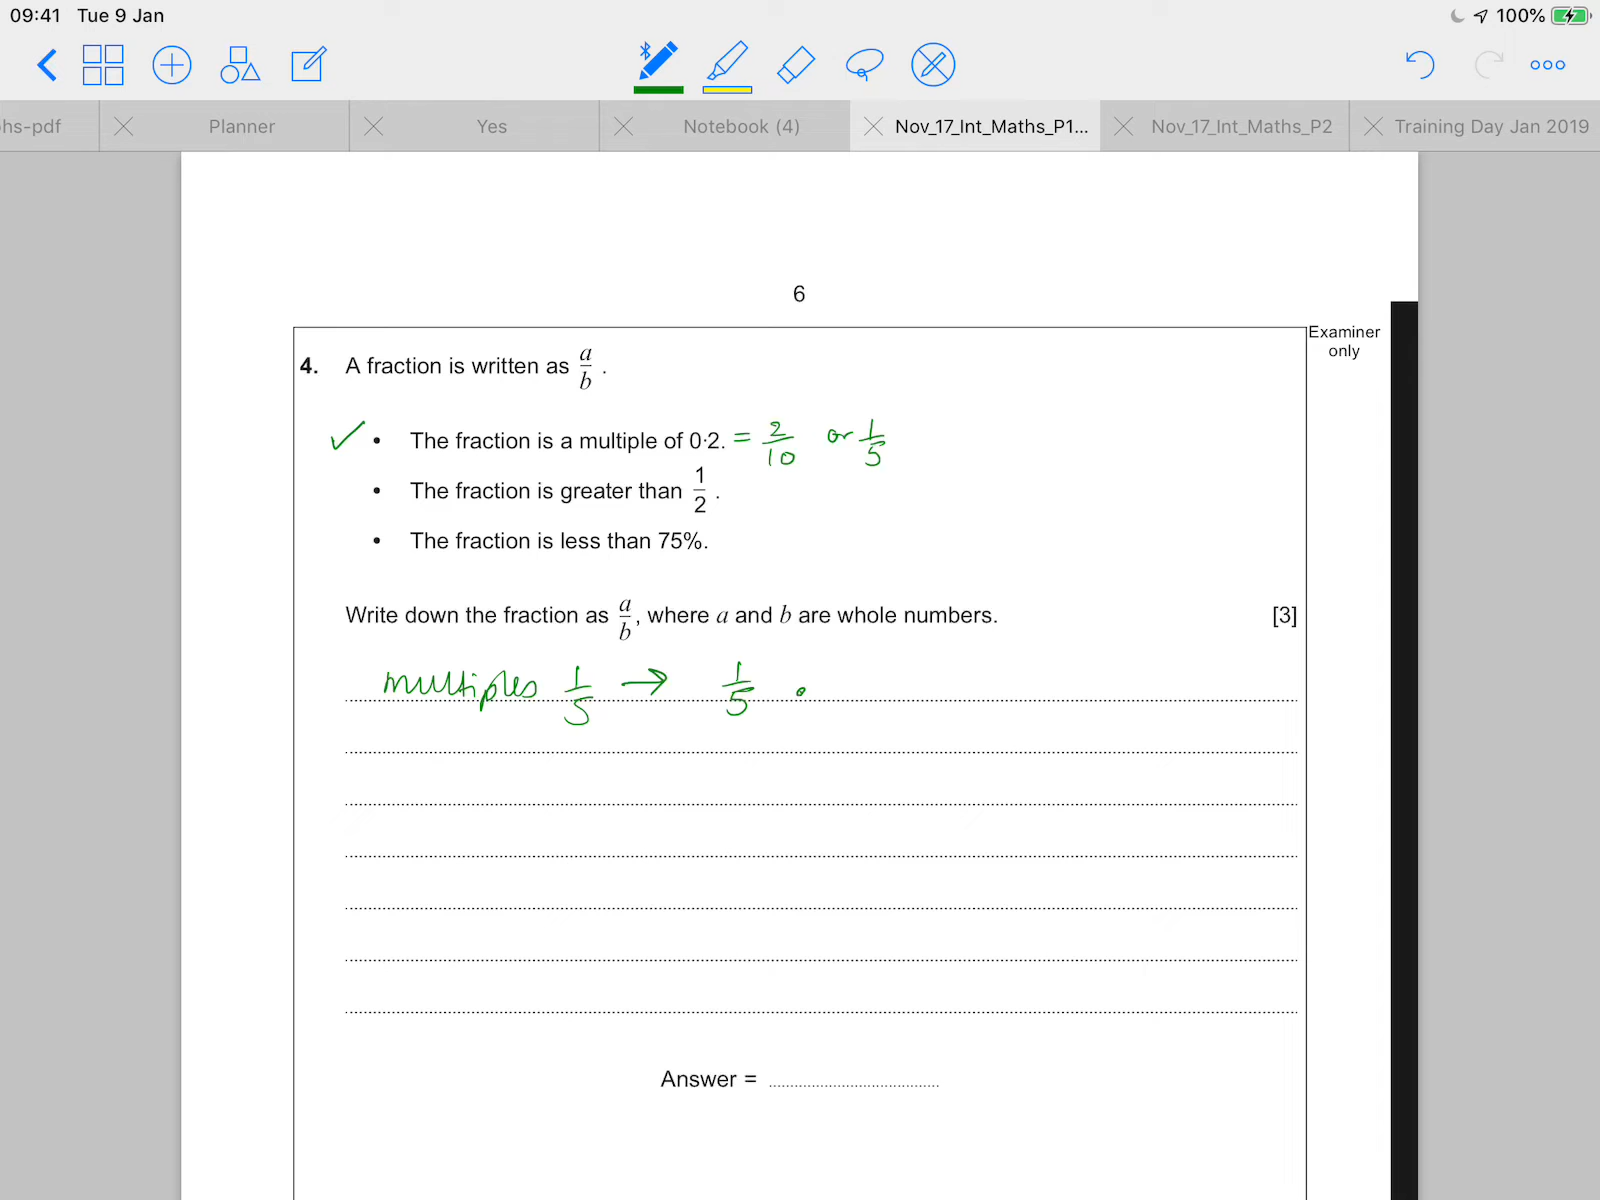 09:41 Tue 9 Jan 100%
hs-pdf Planner Yes Notebook (4) Nov_17_Int_Maths_P1... Nov_17_Int_Maths_P2 Training Day Jan 2019
6
Examiner only
4. A fraction is written as a/b .
✓ • The fraction is a multiple of 0·2. = 2/10 or 1/5
• The fraction is greater than 1/2 .
• The fraction is less than 75%.
Write down the fraction as a/b, where a and b are whole numbers. [3]
multiples 1/5 → 1/5 .
Answer = ........................................